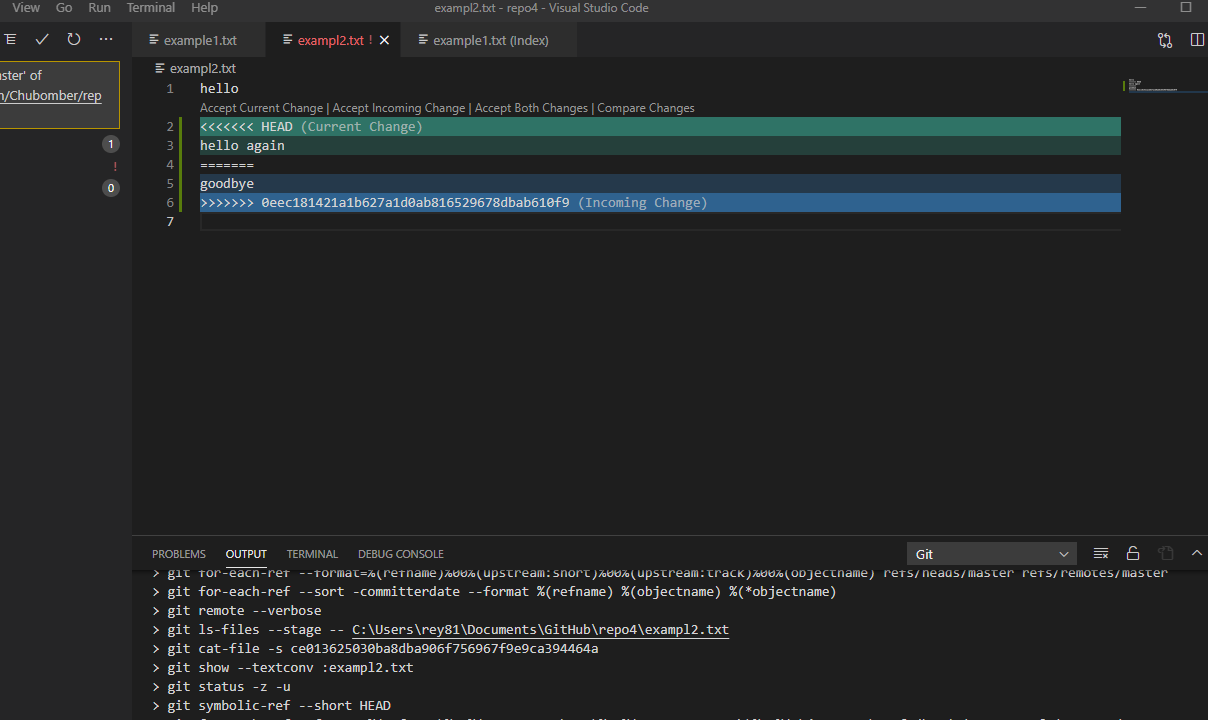 View Go Run Terminal Help exampl2.txt - repo4 - Visual Studio Code
example1.txt exampl2.txt ! example1.txt (Index)
ster' of
n/Chubomber/rep
1
!
0
exampl2.txt
1 hello
Accept Current Change | Accept Incoming Change | Accept Both Changes | Compare Changes
2 <<<<<<< HEAD (Current Change)
3 hello again
4 =======
5 goodbye
6 >>>>>>> 0eec181421a1b627a1d0ab816529678dbab610f9 (Incoming Change)
7
PROBLEMS OUTPUT TERMINAL DEBUG CONSOLE Git
> git for-each-ref --format=%(refname)%00%(upstream:short)%00%(upstream:track)%00%(objectname) refs/heads/master refs/remotes/master
> git for-each-ref --sort -committerdate --format %(refname) %(objectname) %(*objectname)
> git remote --verbose
> git ls-files --stage -- C:\Users\rey81\Documents\GitHub\repo4\exampl2.txt
> git cat-file -s ce013625030ba8dba906f756967f9e9ca394464a
> git show --textconv :exampl2.txt
> git status -z -u
> git symbolic-ref --short HEAD